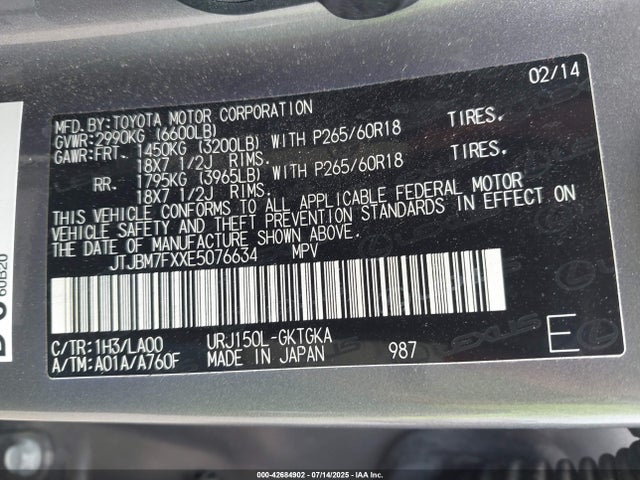 02/14
MFD.BY:TOYOTA MOTOR CORPORATION
GVWR:2990KG (6600LB)
GAWR:FRT. 1450KG (3200LB) WITH P265/60R18 TIRES.
18X7 1/2J RIMS.
RR. 1795KG (3965LB) WITH P265/60R18 TIRES.
18X7 1/2J RIMS.
THIS VEHICLE CONFORMS TO ALL APPLICABLE FEDERAL MOTOR
VEHICLE SAFETY AND THEFT PREVENTION STANDARDS IN EFFECT ON
THE DATE OF MANUFACTURE SHOWN ABOVE.
JTJBM7FXXE5076634 MPV
C/TR:1H3/LA00 URJ150L-GKTGKA
A/TM:A01A/A760F MADE IN JAPAN 987 E
60B20
LEXUS
000-42684902 - 07/14/2025 - IAA Inc.